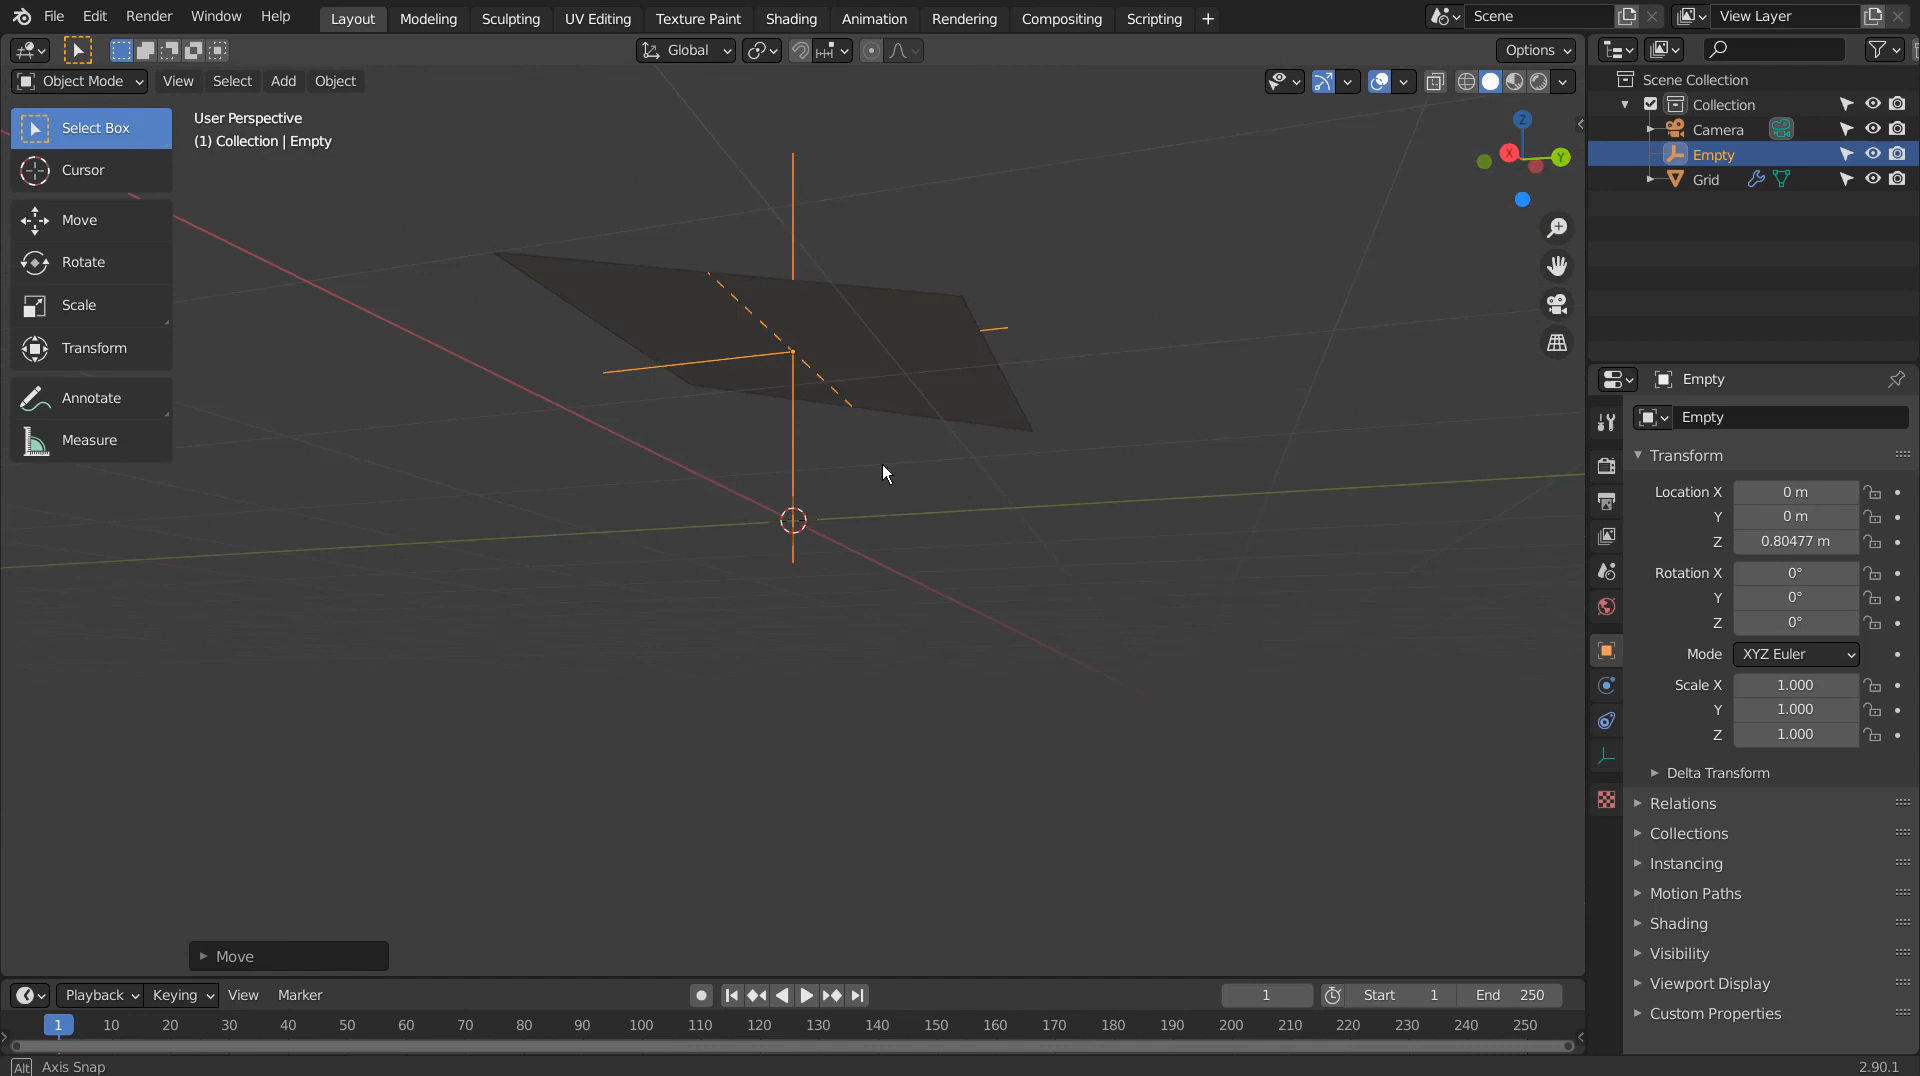 File Edit Render Window Help Layout Modeling Sculpting UV Editing Texture Paint Shading Animation Rendering Compositing Scripting + Scene View Layer
Global Options
Object Mode View Select Add Object
Scene Collection
Collection
Camera
Empty
Grid
Select Box
Cursor
Move
Rotate
Scale
Transform
Annotate
Measure
User Perspective
(1) Collection | Empty
Z
X
Y
Empty
Empty
Transform
Location X 0 m
Y 0 m
Z 0.80477 m
Rotation X 0°
Y 0°
Z 0°
Mode XYZ Euler
Scale X 1.000
Y 1.000
Z 1.000
Delta Transform
Relations
Collections
Instancing
Motion Paths
Shading
Visibility
Viewport Display
Custom Properties
Move
Playback Keying View Marker 1 Start 1 End 250
1 10 20 30 40 50 60 70 80 90 100 110 120 130 140 150 160 170 180 190 200 210 220 230 240 250
Alt Axis Snap 2.90.1